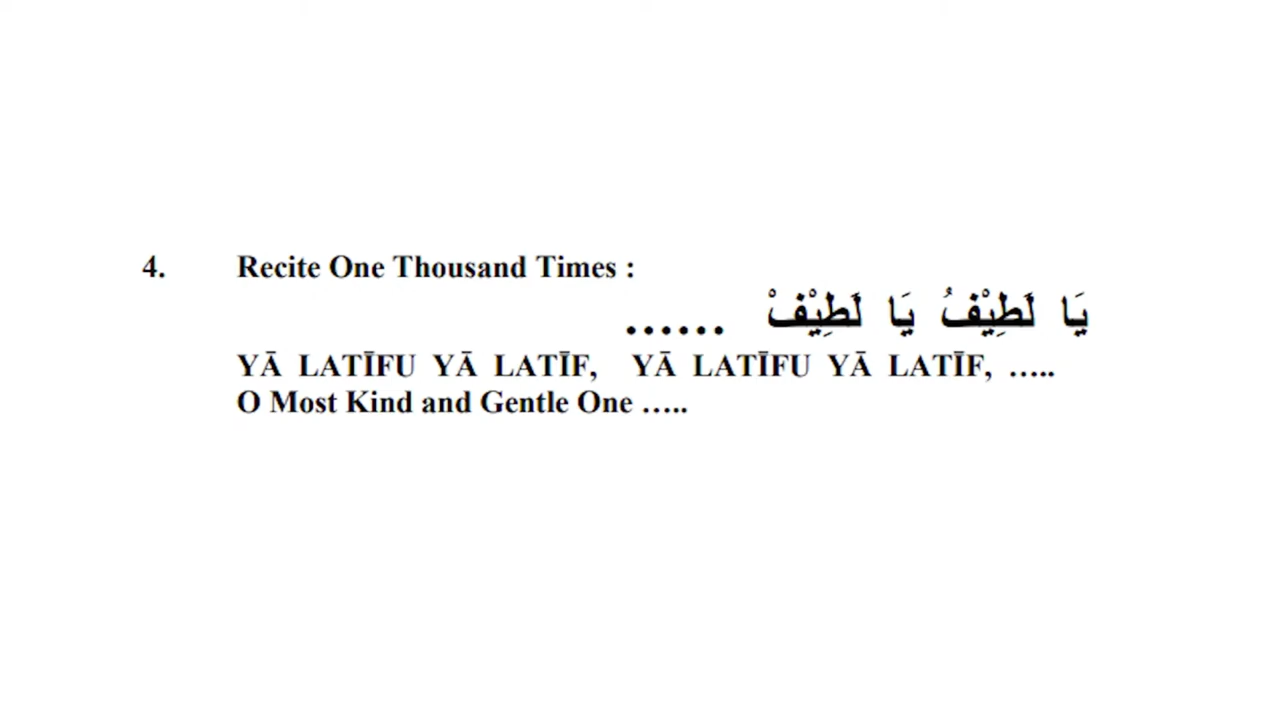 4. Recite One Thousand Times :
يَا لَطِيْفُ يَا لَطِيْفْ ......
YĀ LATĪFU YĀ LATĪF, YĀ LATĪFU YĀ LATĪF, …..
O Most Kind and Gentle One …..